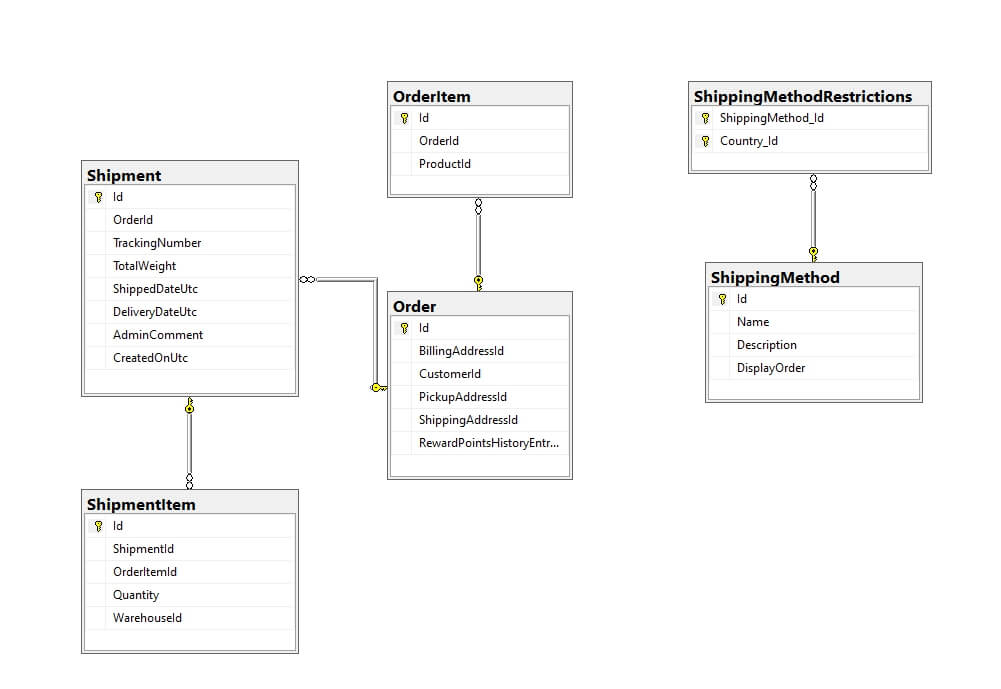 OrderItem
Id
OrderId
ProductId
ShippingMethodRestrictions
ShippingMethod_Id
Country_Id
Shipment
Id
OrderId
TrackingNumber
TotalWeight
ShippedDateUtc
DeliveryDateUtc
AdminComment
CreatedOnUtc
Order
Id
BillingAddressId
CustomerId
PickupAddressId
ShippingAddressId
RewardPointsHistoryEntr...
ShippingMethod
Id
Name
Description
DisplayOrder
ShipmentItem
Id
ShipmentId
OrderItemId
Quantity
WarehouseId